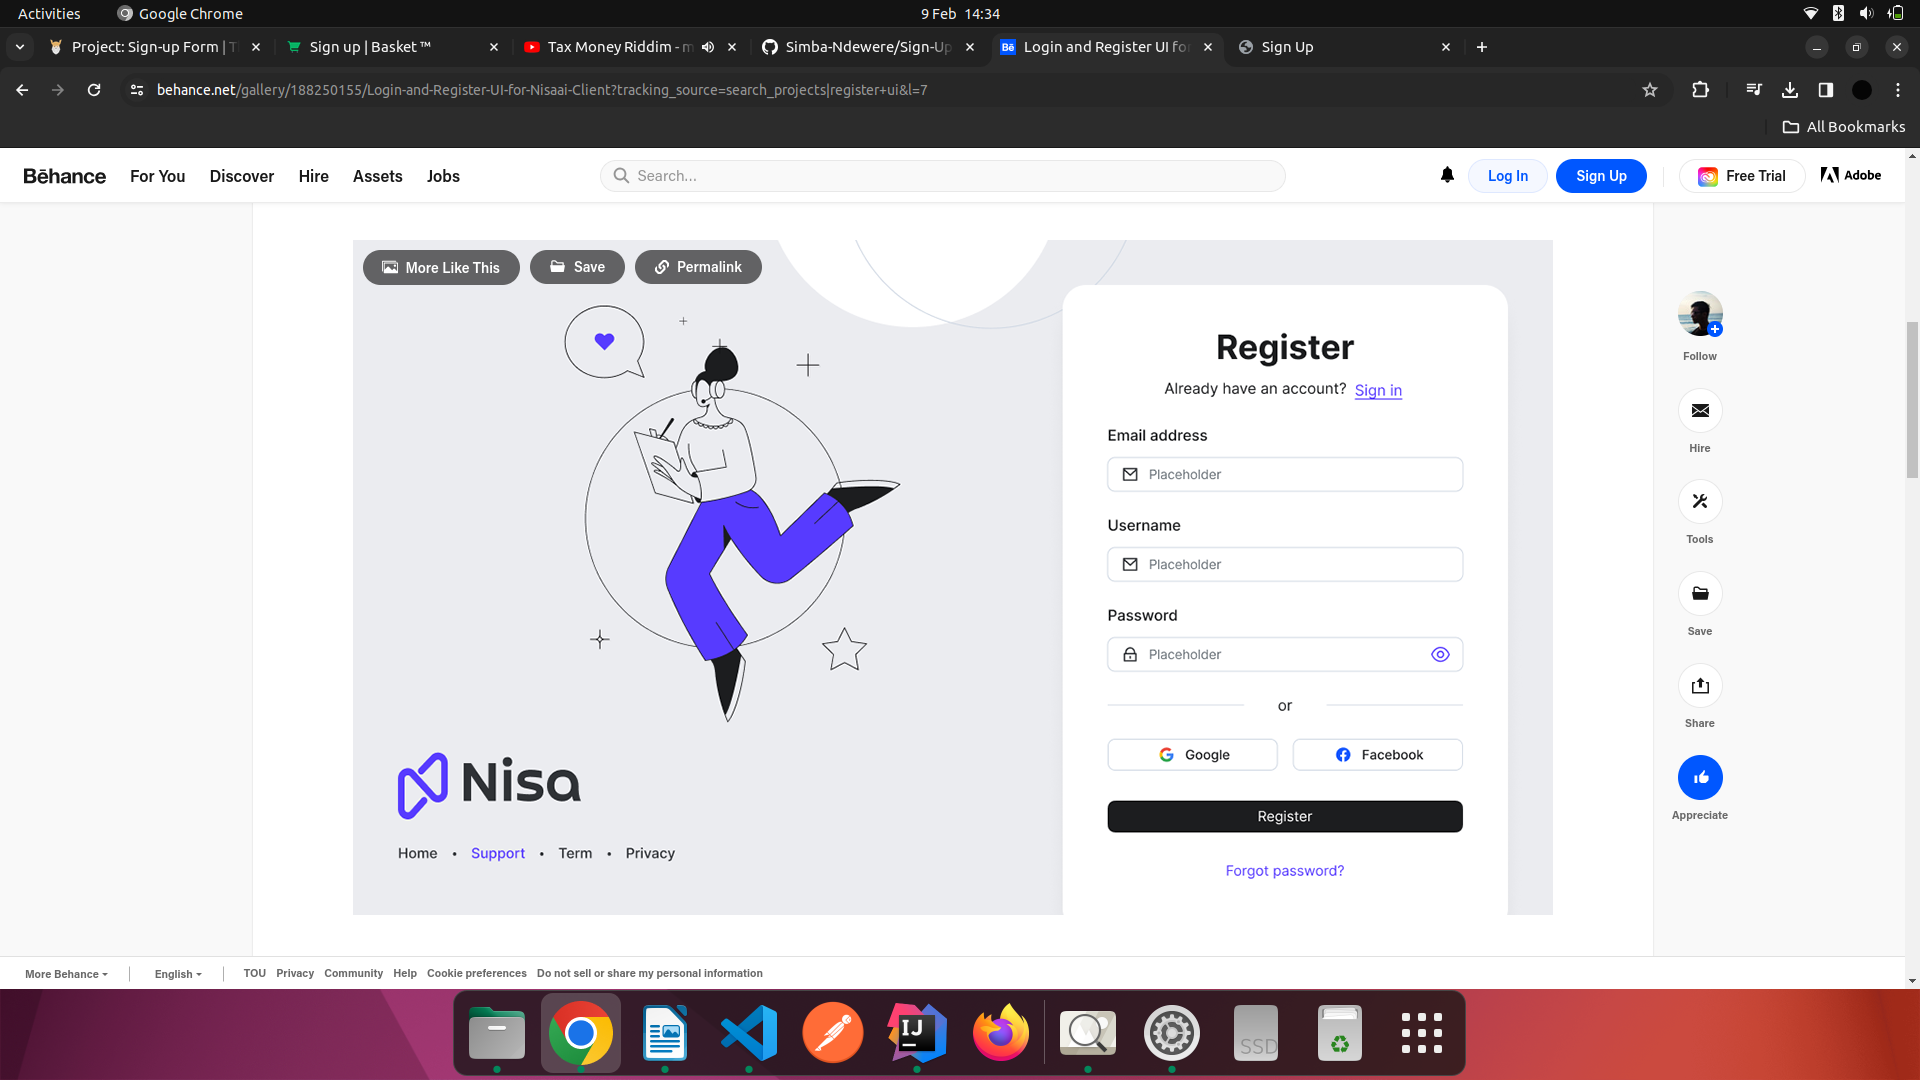 Activities Google Chrome 9 Feb 14:34
Project: Sign-up Form | T Sign up | Basket ™ Tax Money Riddim - m Simba-Ndewere/Sign-Up Login and Register UI for Sign Up
behance.net/gallery/188250155/Login-and-Register-UI-for-Nisaai-Client?tracking_source=search_projects|register+ui&l=7
All Bookmarks
Bēhance For You Discover Hire Assets Jobs Search... Log In Sign Up Free Trial Adobe
More Like This Save Permalink
Register
Already have an account? Sign in
Email address
Placeholder
Username
Placeholder
Password
Placeholder
or
Google Facebook
Register
Forgot password?
Nisa
Home • Support • Term • Privacy
Follow
Hire
Tools
Save
Share
Appreciate
More Behance English TOU Privacy Community Help Cookie preferences Do not sell or share my personal information
IJ
SSD